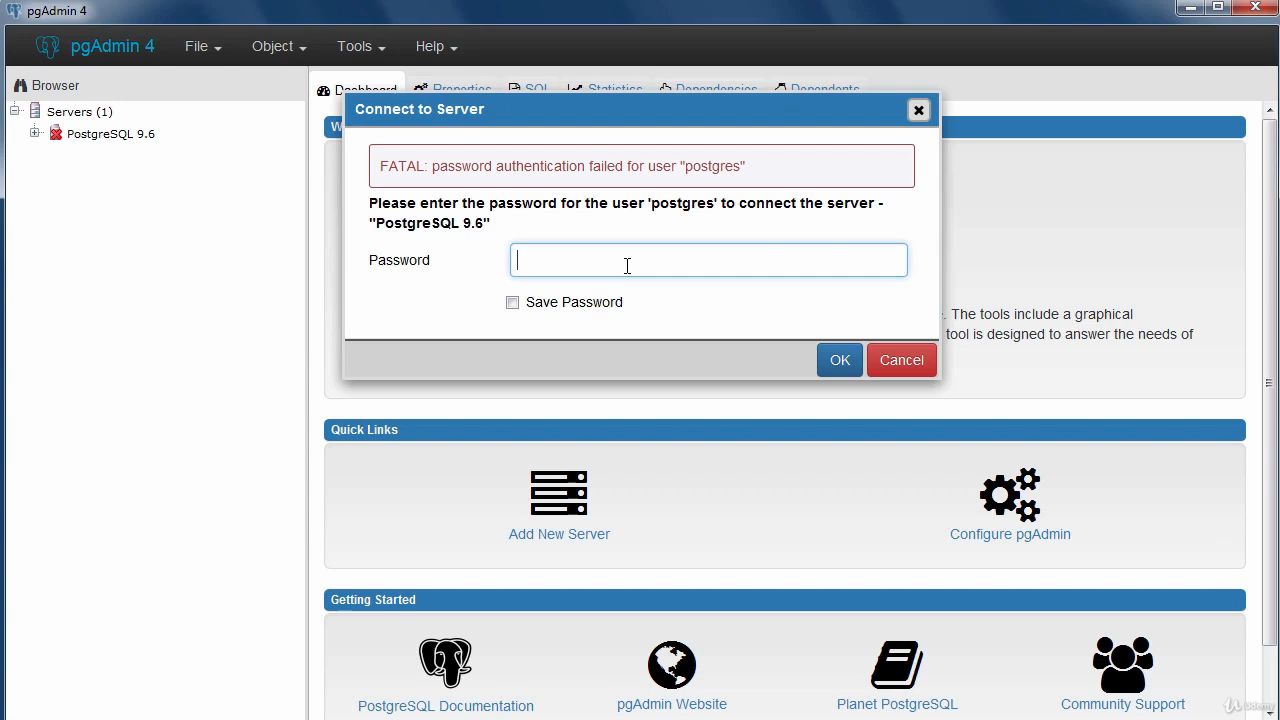 pgAdmin 4
pgAdmin 4 File Object Tools Help
Browser
Servers (1)
PostgreSQL 9.6
Dashboard Properties SQL Statistics Dependencies Dependents
W
Connect to Server
FATAL: password authentication failed for user "postgres"
Please enter the password for the user 'postgres' to connect the server -
"PostgreSQL 9.6"
Password
Save Password
OK Cancel
. The tools include a graphical
tool is designed to answer the needs of
Quick Links
Add New Server
Configure pgAdmin
Getting Started
PostgreSQL Documentation
pgAdmin Website
Planet PostgreSQL
Community Support
Udemy